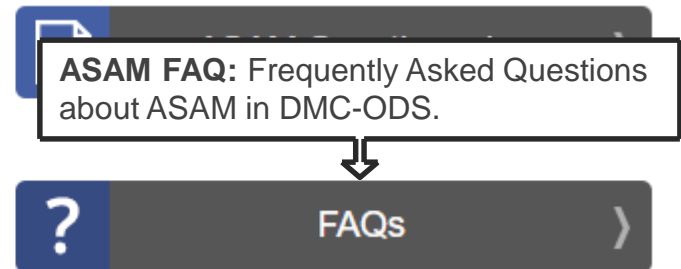 ASAM FAQ: Frequently Asked Questions
about ASAM in DMC-ODS.
?
FAQs